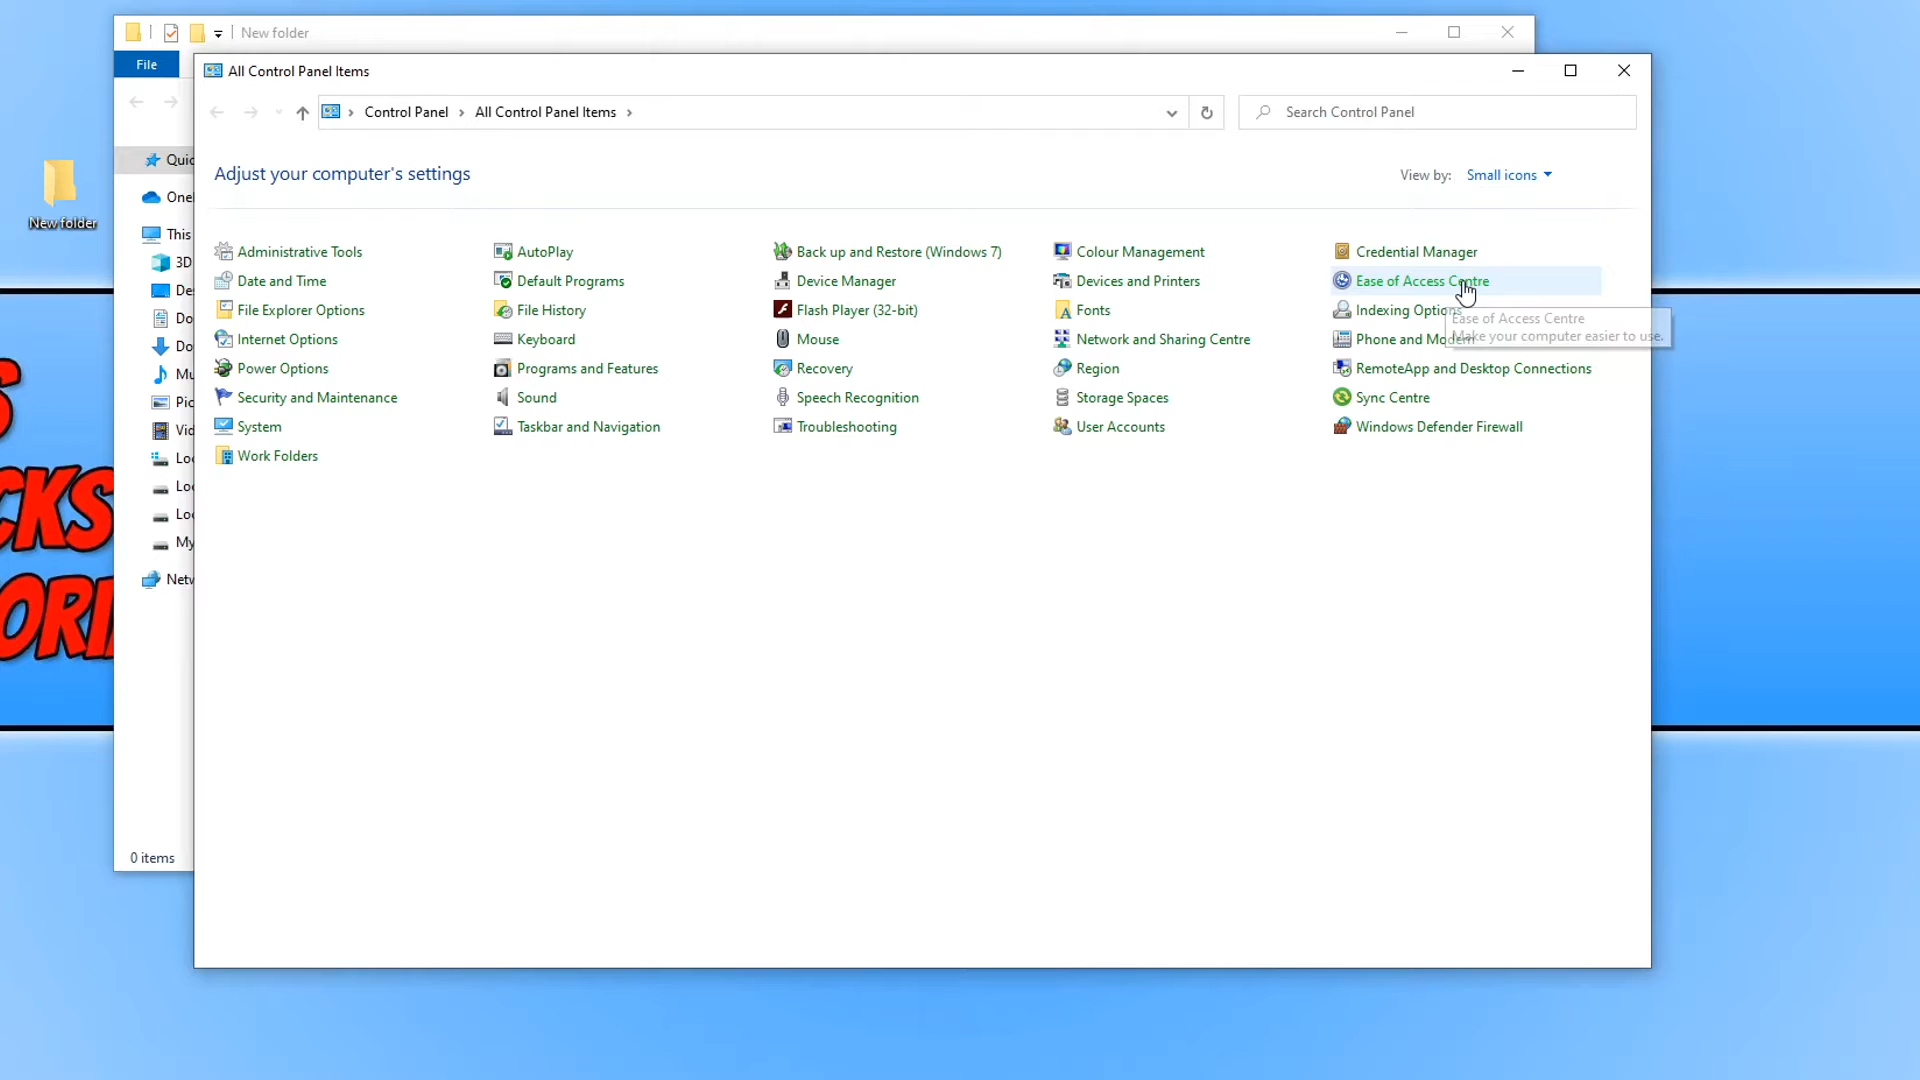 New folder
File
All Control Panel Items
Control Panel
All Control Panel Items
Search Control Panel
Adjust your computer's settings
View by: Small icons
Administrative Tools
AutoPlay
Back up and Restore (Windows 7)
Colour Management
Credential Manager
Date and Time
Default Programs
Device Manager
Devices and Printers
Ease of Access Centre
File Explorer Options
File History
Flash Player (32-bit)
Fonts
Indexing Options
Ease of Access Centre
Make your computer easier to use.
Internet Options
Keyboard
Mouse
Network and Sharing Centre
Phone and Modem
Power Options
Programs and Features
Recovery
Region
RemoteApp and Desktop Connections
Security and Maintenance
Sound
Speech Recognition
Storage Spaces
Sync Centre
System
Taskbar and Navigation
Troubleshooting
User Accounts
Windows Defender Firewall
Work Folders
New folder
This
3D
My
0 items